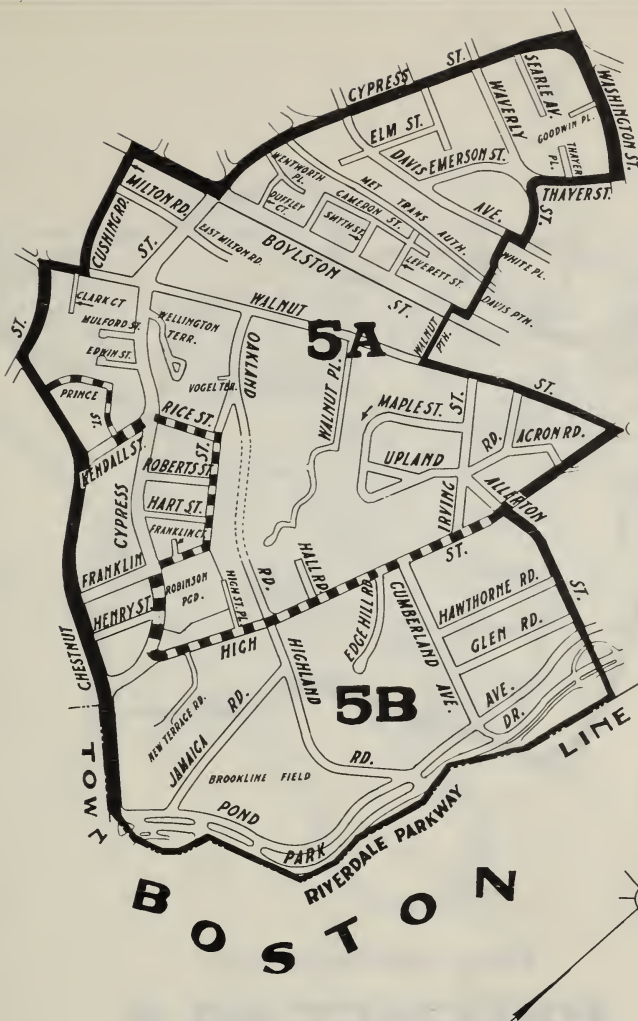 CYPRESS ST.
WASHINGTON ST.
SEARLE AV.
GOODWIN PL.
THAYER PL.
THAYER ST.
WAVERLY ST.
ELM ST.
EMERSON ST.
DAVIS AVE.
WENTWORTH PL.
DUFFLEY CT.
MET TRANS AUTH.
CAMEDON ST.
SMYTH ST.
LEVERETT ST.
WHITE PL.
DAVIS PTH.
WALNUT PTH.
MILTON RD.
CUSHING RD.
EAST MILTON RD.
BOYLSTON ST.
WALNUT ST.
5A
ST.
CLARK CT
MULFORD ST.
EDWIN ST.
WELLINGTON TERR.
OAKLAND RD.
VOGEL TER.
WALNUT PL.
PRINCE ST.
RICE ST.
KENDALL ST.
ROBERTS ST.
HART ST.
FRANKLIN CT.
CYPRESS ST.
MAPLE ST.
UPLAND RD.
IRVING ST.
ACRON RD.
ALLERTON ST.
FRANKLIN ST.
HENRY ST.
ROBINSON PGD.
HIGH ST. PL.
HALL RD.
HIGH ST.
EDGE HILL RD.
CUMBERLAND AVE.
HAWTHORNE RD.
GLEN RD.
CHESTNUT
NEW TERRACE RD.
JAMAICA RD.
HIGHLAND RD.
5B
BROOKLINE FIELD
POND AVE.
PARK DR.
RIVERDALE PARKWAY
TOWN LINE
BOSTON